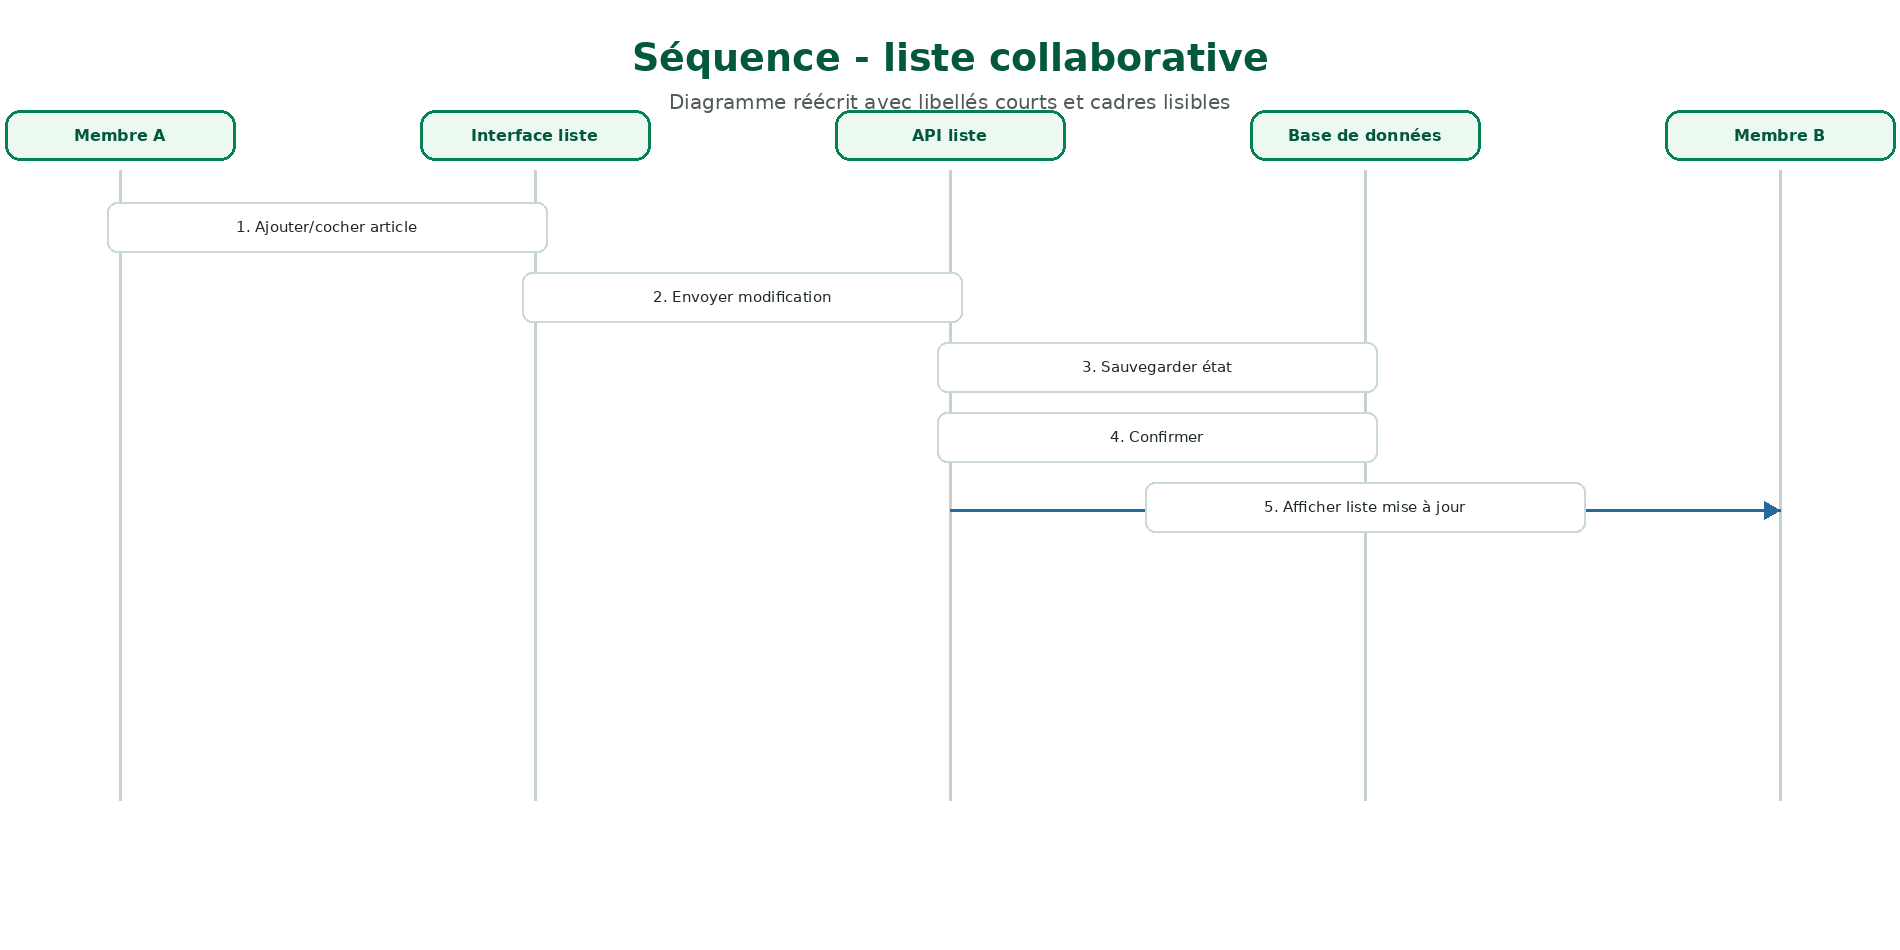 Séquence - liste collaborative
Diagramme réécrit avec libellés courts et cadres lisibles
Membre A
Interface liste
API liste
Base de données
Membre B
1. Ajouter/cocher article
2. Envoyer modification
3. Sauvegarder état
4. Confirmer
5. Afficher liste mise à jour